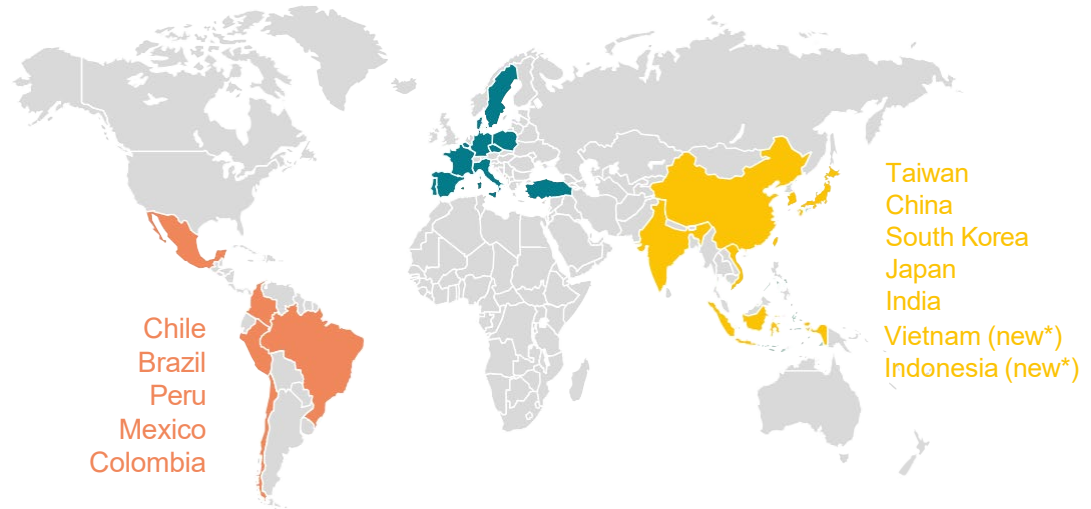 Taiwan
China
South Korea
Japan
India
Vietnam (new*)
Indonesia (new*)
Chile
Brazil
Peru
Mexico
Colombia